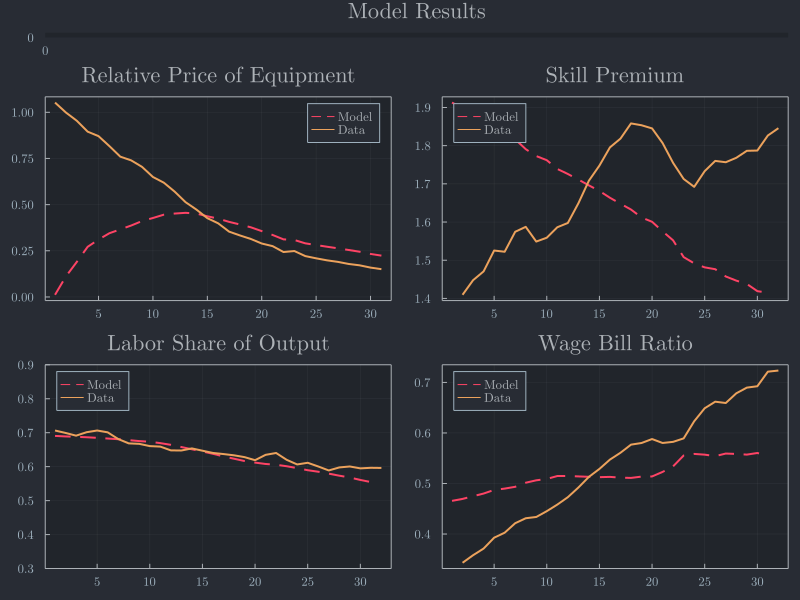 Model Results
0
0
Relative Price of Equipment
1.00
0.75
0.50
0.25
0.00
Model
Data
5 10 15 20 25 30
Skill Premium
1.9
1.8
1.7
1.6
1.5
1.4
Model
Data
5 10 15 20 25 30
Labor Share of Output
0.9
0.8
0.7
0.6
0.5
0.4
0.3
Model
Data
5 10 15 20 25 30
Wage Bill Ratio
0.7
0.6
0.5
0.4
Model
Data
5 10 15 20 25 30